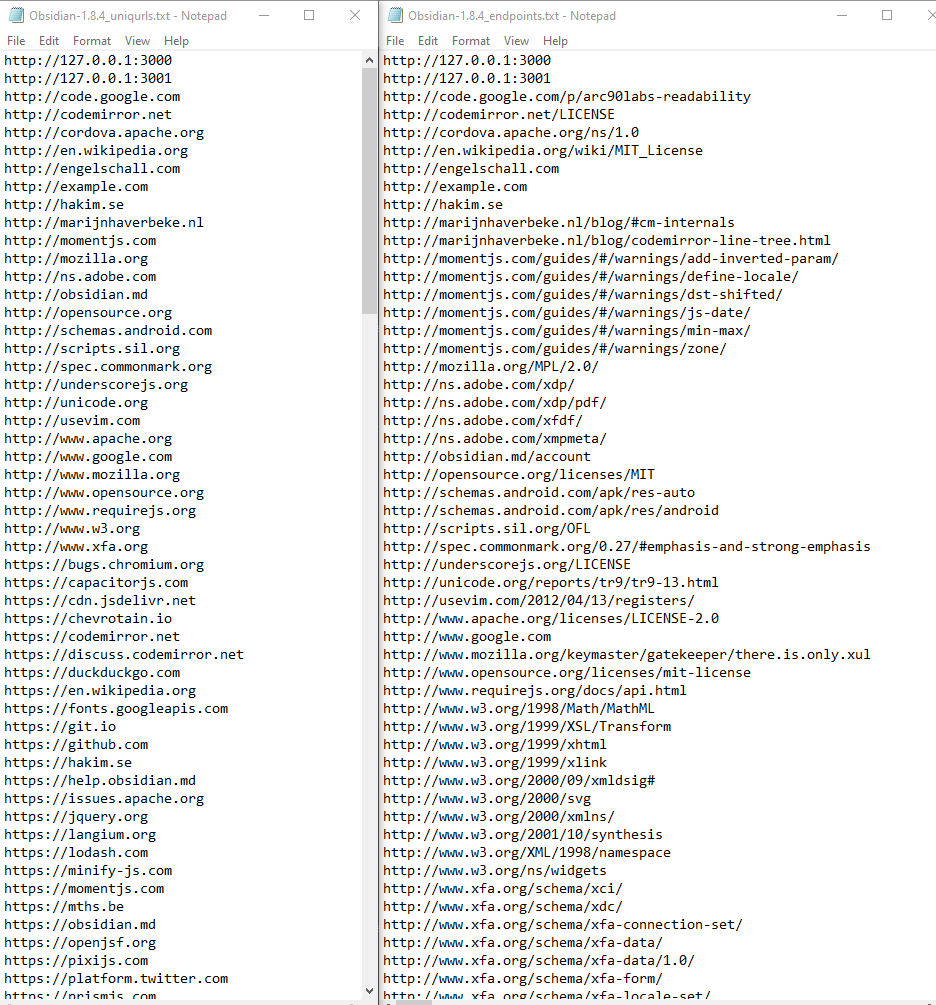 Obsidian-1.8.4_uniqurls.txt - Notepad
File Edit Format View Help
http://127.0.0.1:3000
http://127.0.0.1:3001
http://code.google.com
http://codemirror.net
http://cordova.apache.org
http://en.wikipedia.org
http://engelschall.com
http://example.com
http://hakim.se
http://marijnhaverbeke.nl
http://momentjs.com
http://mozilla.org
http://ns.adobe.com
http://obsidian.md
http://opensource.org
http://schemas.android.com
http://scripts.sil.org
http://spec.commonmark.org
http://underscorejs.org
http://unicode.org
http://usevim.com
http://www.apache.org
http://www.google.com
http://www.mozilla.org
http://www.opensource.org
http://www.requirejs.org
http://www.w3.org
http://www.xfa.org
https://bugs.chromium.org
https://capacitorjs.com
https://cdn.jsdelivr.net
https://chevrotain.io
https://codemirror.net
https://discuss.codemirror.net
https://duckduckgo.com
https://en.wikipedia.org
https://fonts.googleapis.com
https://git.io
https://github.com
https://hakim.se
https://help.obsidian.md
https://issues.apache.org
https://jquery.org
https://langium.org
https://lodash.com
https://minify-js.com
https://momentjs.com
https://mths.be
https://obsidian.md
https://openjsf.org
https://pixijs.com
https://platform.twitter.com
https://prismjs.com
Obsidian-1.8.4_endpoints.txt - Notepad
File Edit Format View Help
http://127.0.0.1:3000
http://127.0.0.1:3001
http://code.google.com/p/arc90labs-readability
http://codemirror.net/LICENSE
http://cordova.apache.org/ns/1.0
http://en.wikipedia.org/wiki/MIT_License
http://engelschall.com
http://example.com
http://hakim.se
http://marijnhaverbeke.nl/blog/#cm-internals
http://marijnhaverbeke.nl/blog/codemirror-line-tree.html
http://momentjs.com/guides/#/warnings/add-inverted-param/
http://momentjs.com/guides/#/warnings/define-locale/
http://momentjs.com/guides/#/warnings/dst-shifted/
http://momentjs.com/guides/#/warnings/js-date/
http://momentjs.com/guides/#/warnings/min-max/
http://momentjs.com/guides/#/warnings/zone/
http://mozilla.org/MPL/2.0/
http://ns.adobe.com/xdp/
http://ns.adobe.com/xdp/pdf/
http://ns.adobe.com/xfdf/
http://ns.adobe.com/xmpmeta/
http://obsidian.md/account
http://opensource.org/licenses/MIT
http://schemas.android.com/apk/res-auto
http://schemas.android.com/apk/res/android
http://scripts.sil.org/OFL
http://spec.commonmark.org/0.27/#emphasis-and-strong-emphasis
http://underscorejs.org/LICENSE
http://unicode.org/reports/tr9/tr9-13.html
http://usevim.com/2012/04/13/registers/
http://www.apache.org/licenses/LICENSE-2.0
http://www.google.com
http://www.mozilla.org/keymaster/gatekeeper/there.is.only.xul
http://www.opensource.org/licenses/mit-license
http://www.requirejs.org/docs/api.html
http://www.w3.org/1998/Math/MathML
http://www.w3.org/1999/XSL/Transform
http://www.w3.org/1999/xhtml
http://www.w3.org/1999/xlink
http://www.w3.org/2000/09/xmldsig#
http://www.w3.org/2000/svg
http://www.w3.org/2000/xmlns/
http://www.w3.org/2001/10/synthesis
http://www.w3.org/XML/1998/namespace
http://www.w3.org/ns/widgets
http://www.xfa.org/schema/xci/
http://www.xfa.org/schema/xdc/
http://www.xfa.org/schema/xfa-connection-set/
http://www.xfa.org/schema/xfa-data/
http://www.xfa.org/schema/xfa-data/1.0/
http://www.xfa.org/schema/xfa-form/
http://www.xfa.org/schema/xfa-locale-set/